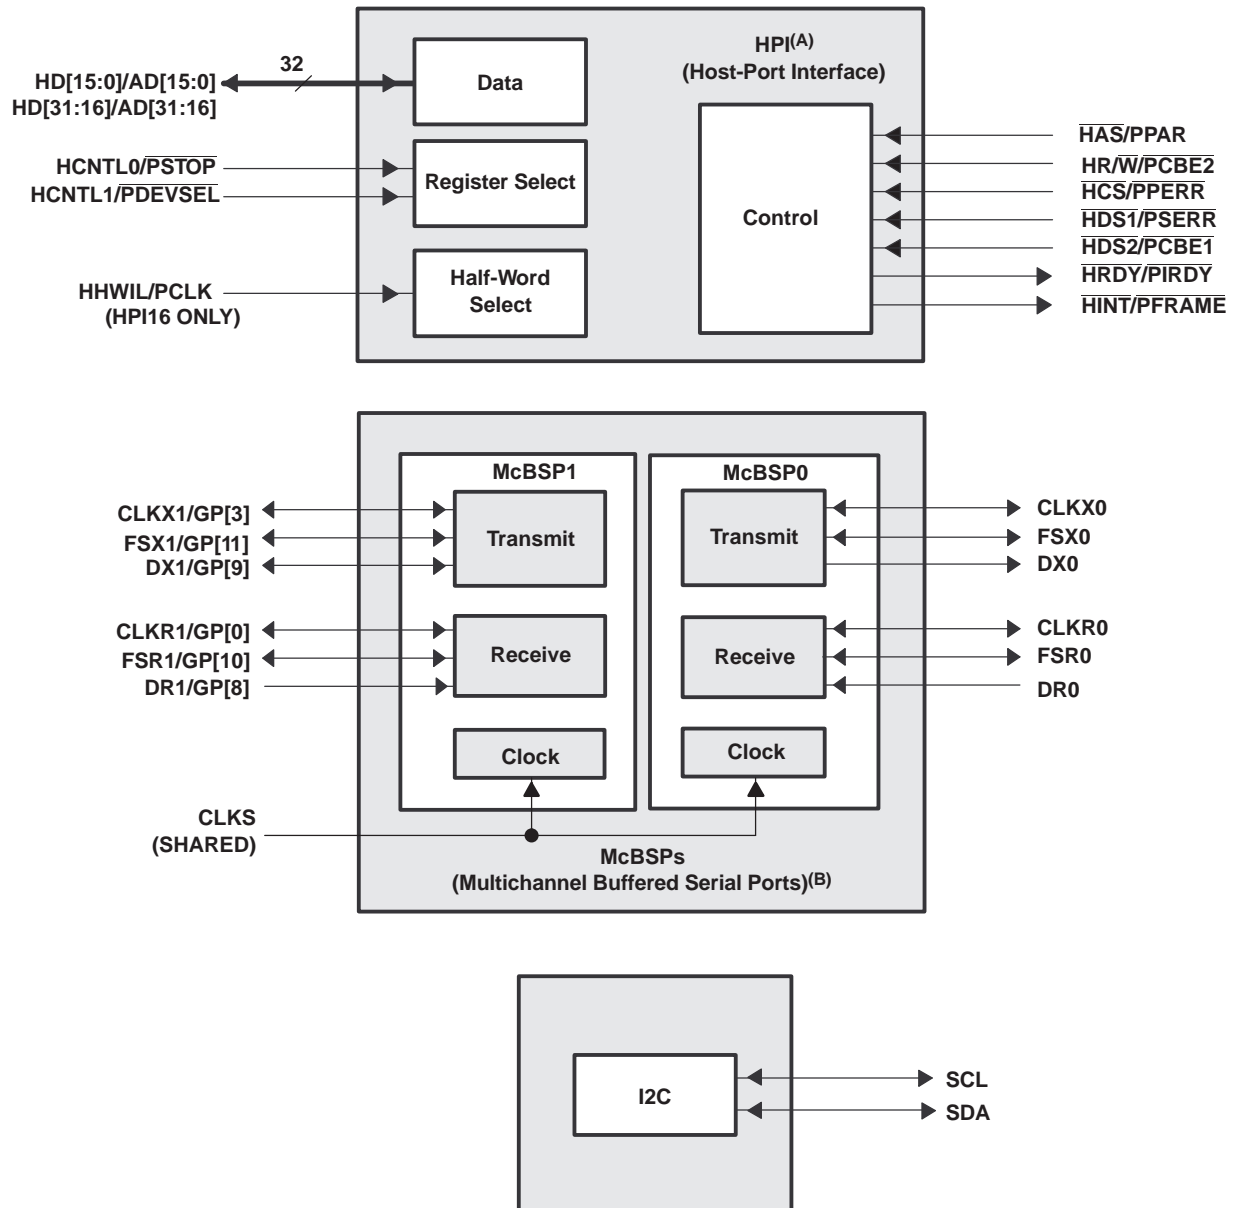 HPI(A)
(Host-Port Interface)
32
HD[15:0]/AD[15:0]
HD[31:16]/AD[31:16]
Data
HCNTL0/PSTOP
HCNTL1/PDEVSEL
Register Select
HHWIL/PCLK
(HPI16 ONLY)
Half-Word
Select
Control
HAS/PPAR
HR/W/PCBE2
HCS/PPERR
HDS1/PSERR
HDS2/PCBE1
HRDY/PIRDY
HINT/PFRAME
McBSP1
McBSP0
CLKX1/GP[3]
FSX1/GP[11]
DX1/GP[9]
Transmit
Transmit
CLKX0
FSX0
DX0
CLKR1/GP[0]
FSR1/GP[10]
DR1/GP[8]
Receive
Receive
CLKR0
FSR0
DR0
Clock
Clock
CLKS
(SHARED)
McBSPs
(Multichannel Buffered Serial Ports)(B)
I2C
SCL
SDA